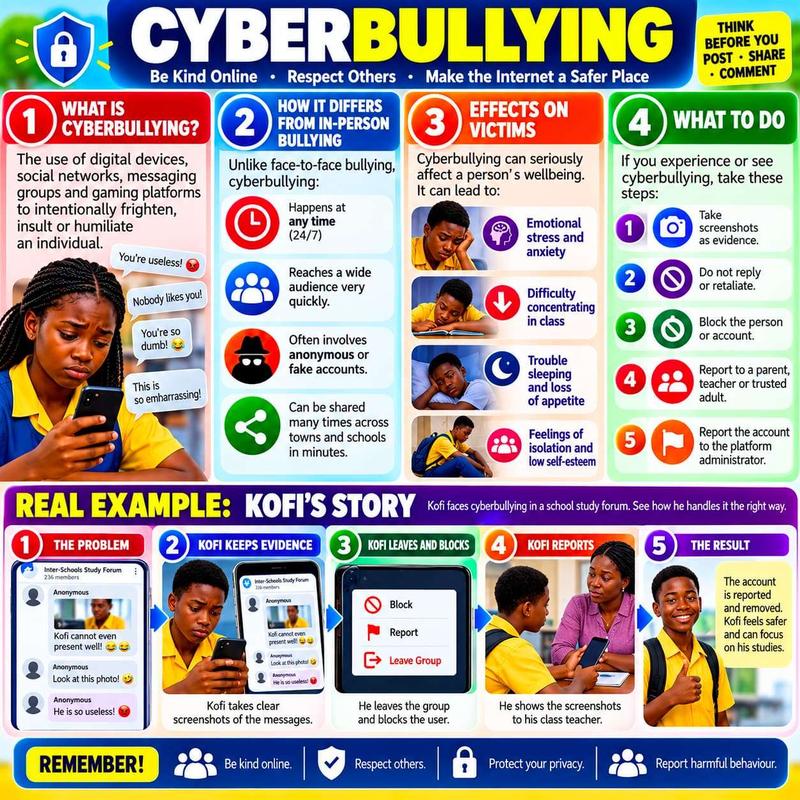 CYBERBULLYING
Be Kind Online • Respect Others • Make the Internet a Safer Place
THINK
BEFORE YOU
POST • SHARE
• COMMENT
1 WHAT IS
CYBERBULLYING?
The use of digital devices,
social networks, messaging
groups and gaming platforms
to intentionally frighten,
insult or humiliate
an individual.
You're useless! 😡
Nobody likes you!
You're so
dumb! 😂
This is
so emharrasing!
2 HOW IT DIFFERS
FROM IN-PERSON
BULLYING
Unlike face-to-face bullying,
cyberbullying:
Happens at
any time
(24/7)
Reaches a wide
audience very
quickly.
Often involves
anonymous or
fake accounts.
Can be shared
many times across
towns and schools
in minutes.
3 EFFECTS ON
VICTIMS
Cyberbullying can seriously
affect a person's wellbeing.
It can lead to:
Emotional
stress and
anxiety
Difficulty
concentrating
in class
Trouble
sleeping
and loss
of appetite
Feelings of
isolation and
low self-esteem
4 WHAT TO DO
If you experience or see
cyberbullying, take these
steps:
1 Take
screenshots
as evidence.
2 Do not reply
or retaliate.
3 Block the person
or account.
4 Report to a parent,
teacher or trusted
adult.
5 Report the account
to the platform
administrator.
REAL EXAMPLE: KOFI'S STORY
Kofi faces cyberbullying in a school study forum. See how he handles it the right way.
1 THE PROBLEM
Inter-Schools Study Forum
236 members
Anonymous
Kofi cannot even
present well! 😂😂
Anonymous
Look at this photo! 🤣
Anonymous
He is so useless! 😡
2 KOFI KEEPS EVIDENCE
Inter-Schools Study Forum
236 members
Anonymous
Kofi cannot even
present well! 😂😂
Anonymous
Look at this photo! 🤣
Anonymous
He is so useless! 😡
Kofi takes clear
screenshots of the messages.
3 KOFI LEAVES AND BLOCKS
Block
Report
Leave Group
He leaves the group
and blocks the user.
4 KOFI REPORTS
He shows the screenshots
to his class teacher.
5 THE RESULT
The account
is reported
and removed.
Kofi feels safer
and can focus
on his studies.
REMEMBER!
Be kind online.
Respect others.
Protect your privacy.
Report harmful behaviour.